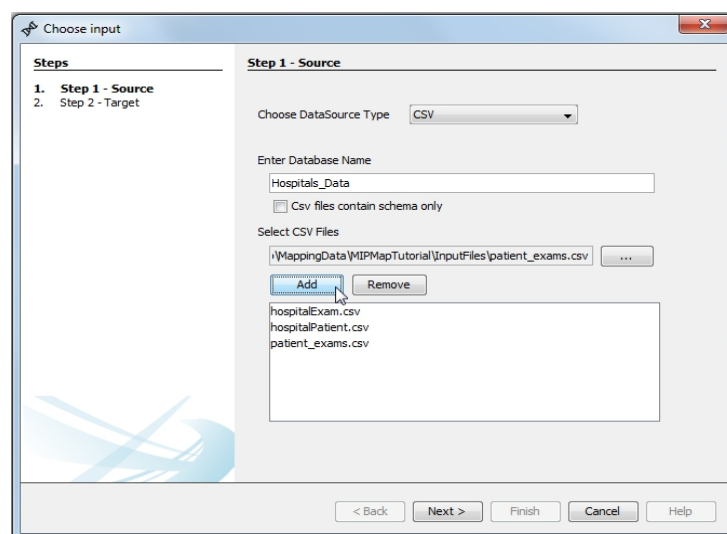 Choose input
Steps
1. Step 1 - Source
2. Step 2 - Target
Step 1 - Source
Choose DataSource Type CSV
Enter Database Name
Hospitals_Data
Csv files contain schema only
Select CSV Files
\MappingData\MIPMapTutorial\InputFiles\patient_exams.csv ...
Add Remove
hospitalExam.csv
hospitalPatient.csv
patient_exams.csv
< Back Next > Finish Cancel Help